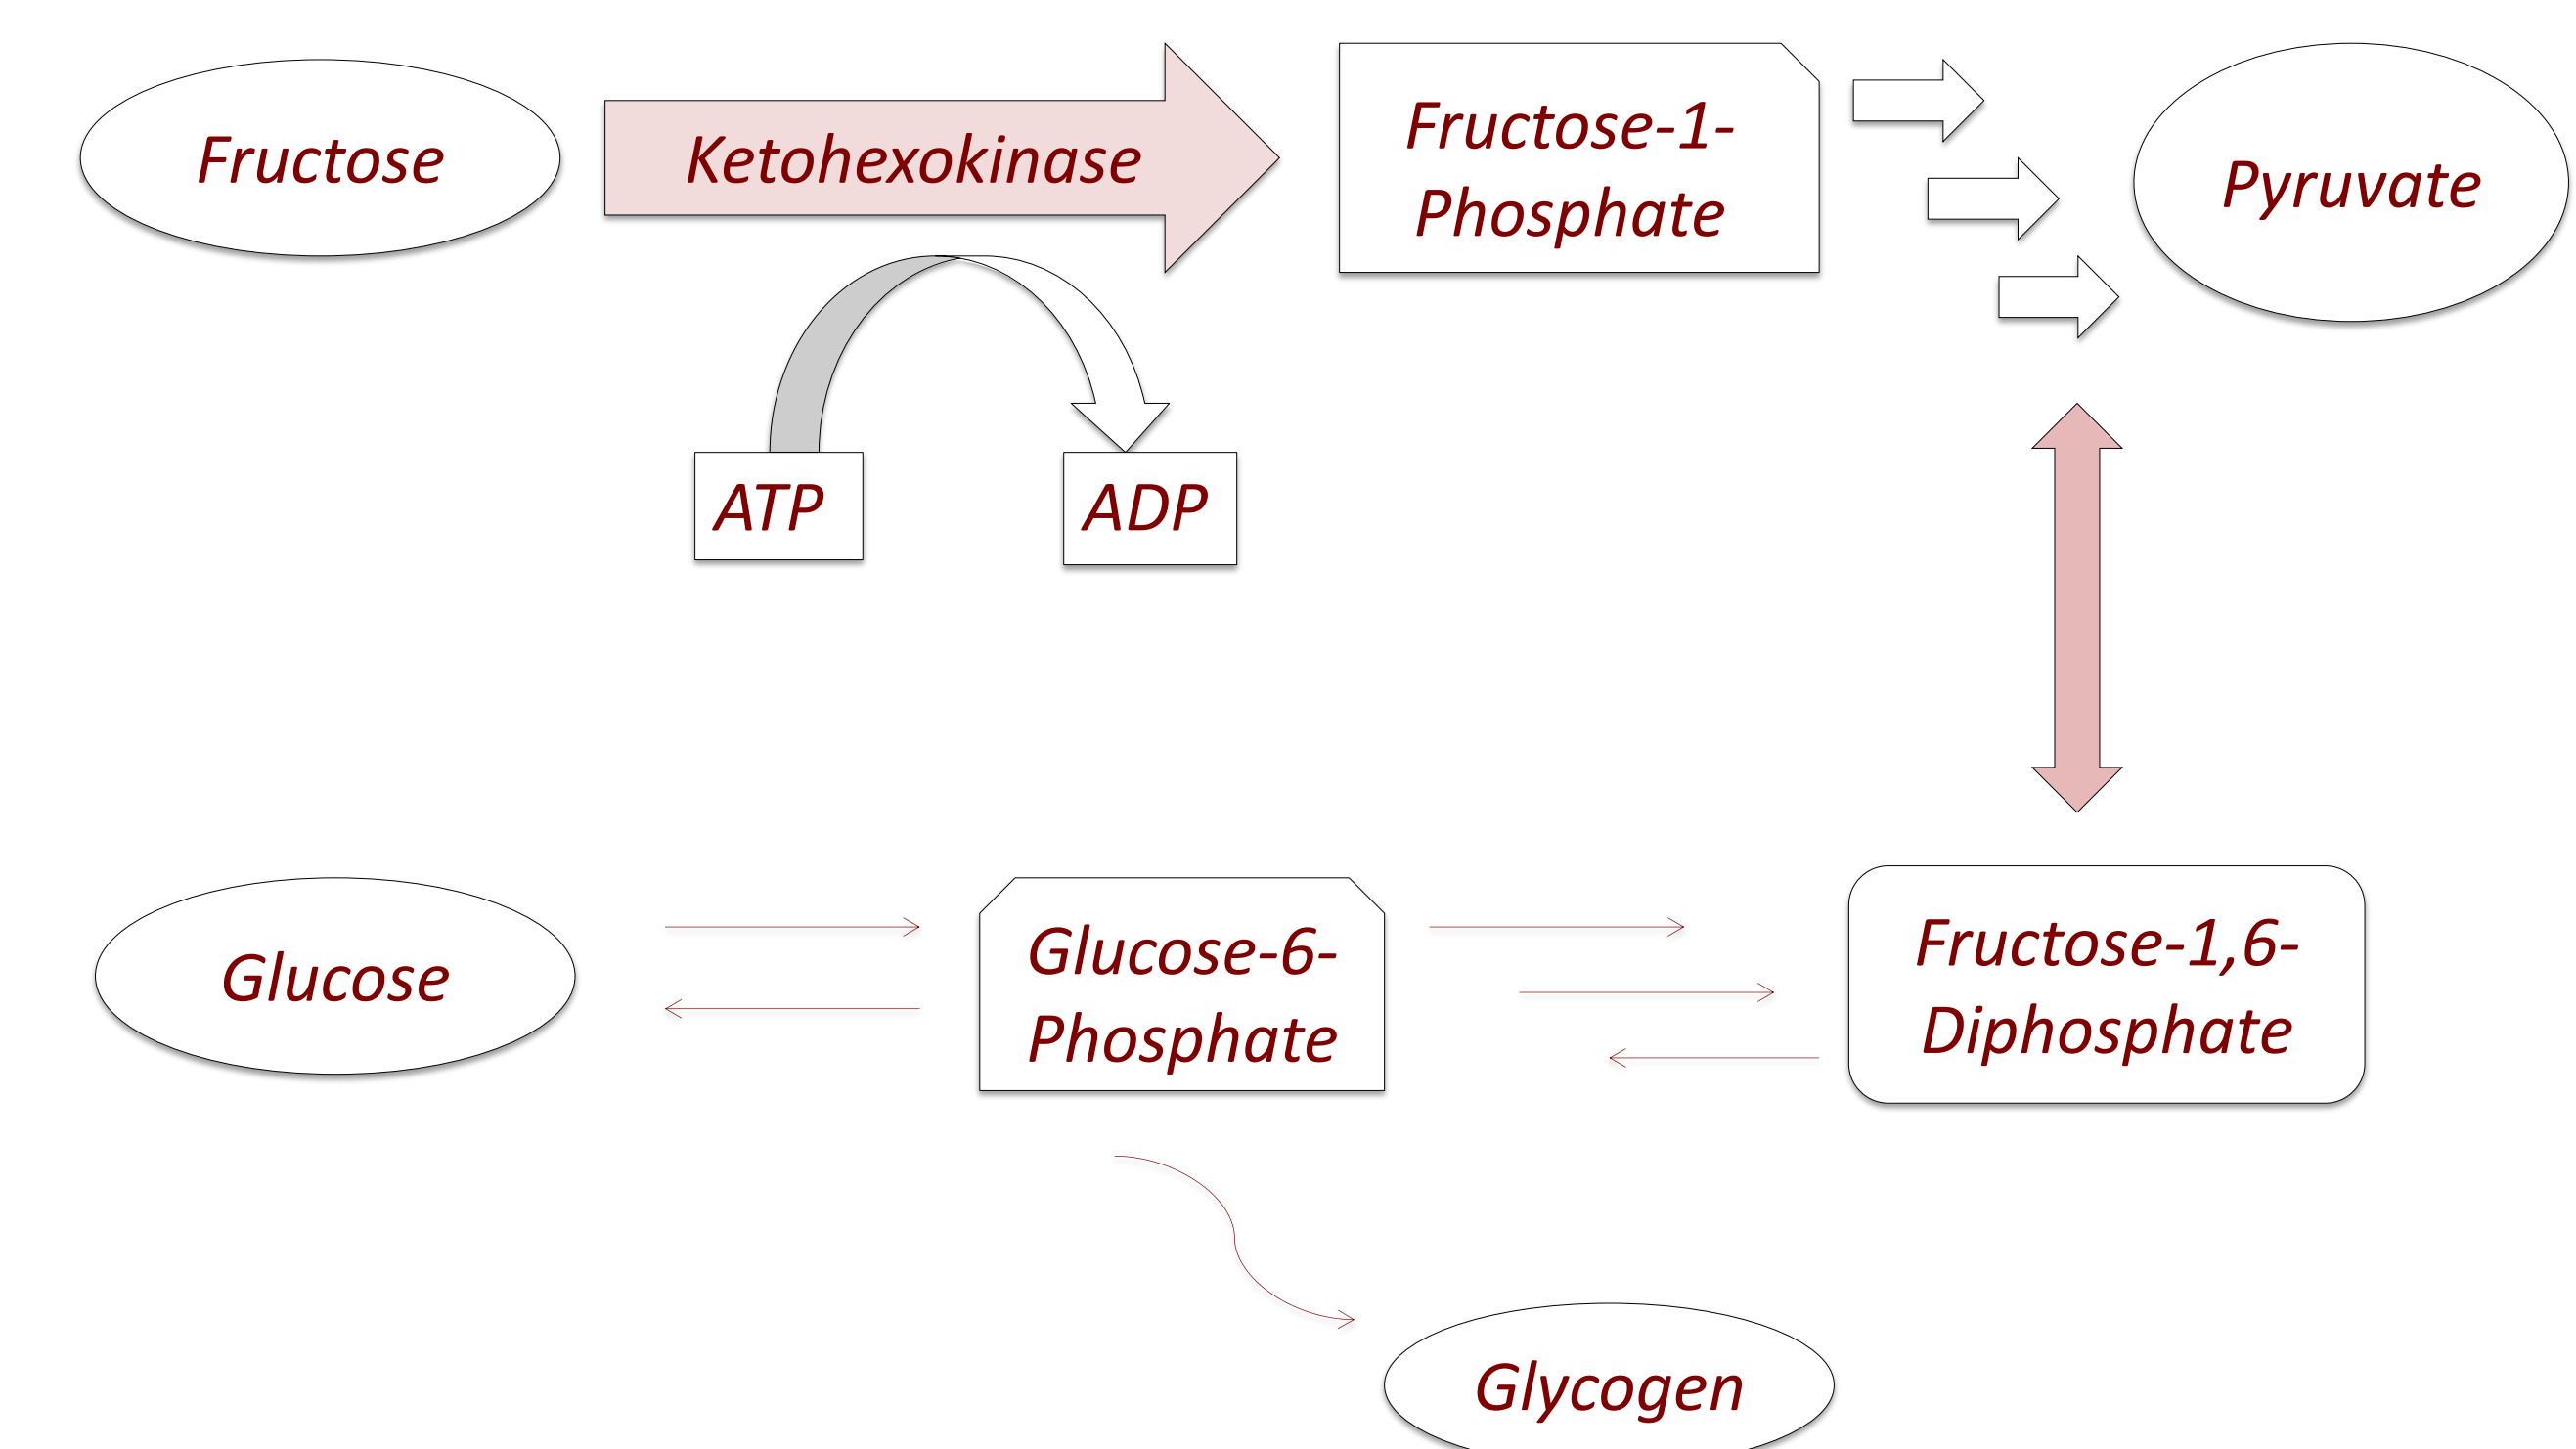 Fructose
Ketohexokinase
Fructose-1-
Phosphate
Pyruvate
ATP
ADP
Glucose
Glucose-6-
Phosphate
Fructose-1,6-
Diphosphate
Glycogen